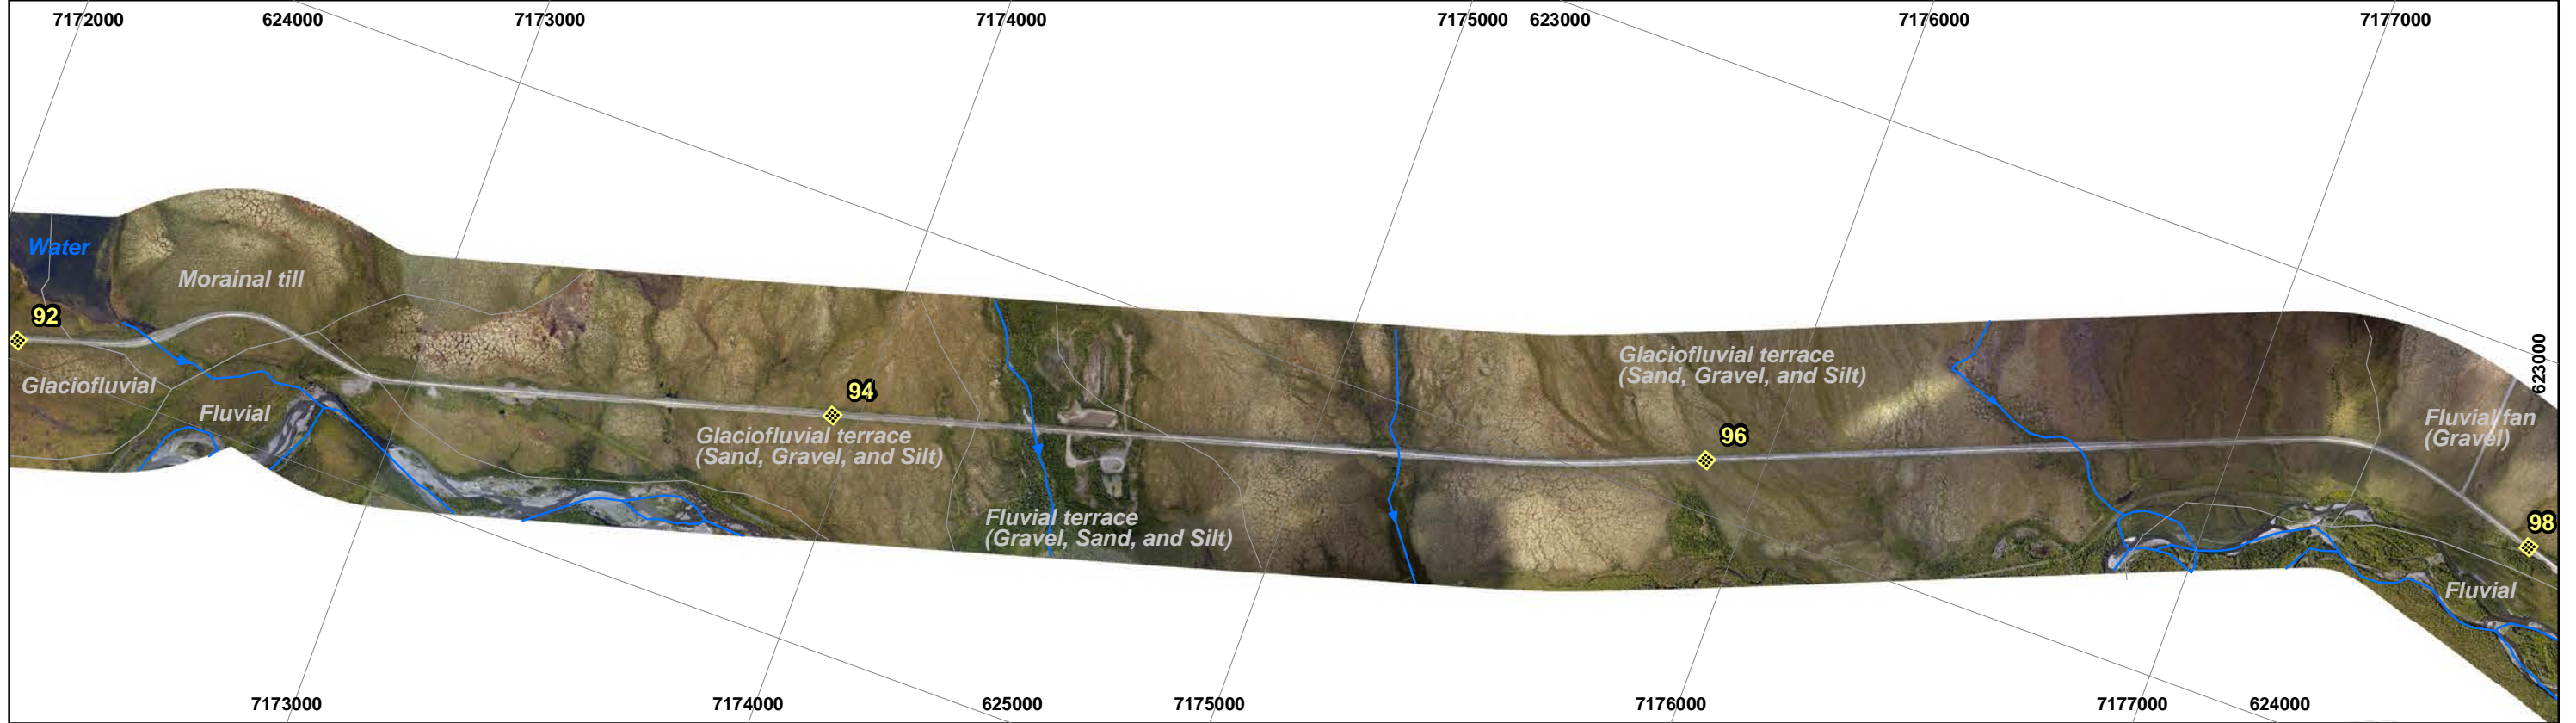 7172000 624000 7173000 7174000 7175000 623000 7176000 7177000
Water
Morainal till
92
Glaciofluvial
Fluvial
94
Glaciofluvial terrace
(Sand, Gravel, and Silt)
Fluvial terrace
(Gravel, Sand, and Silt)
Glaciofluvial terrace
(Sand, Gravel, and Silt)
96
623000
Fluvial fan
(Gravel)
98
Fluvial
7173000 7174000 625000 7175000 7176000 7177000 624000